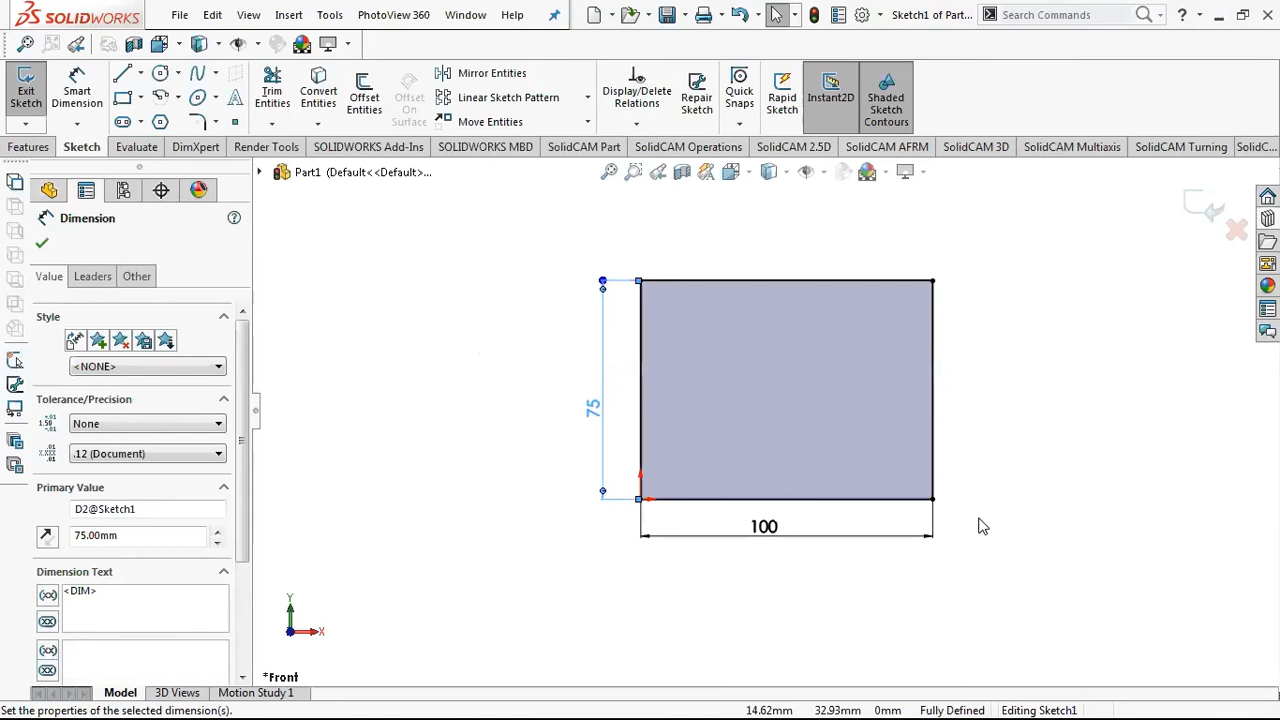 SOLIDWORKS File Edit View Insert Tools PhotoView 360 Window Help Sketch1 of Part... Search Commands ?
Exit Sketch
Smart Dimension
Trim Entities
Convert Entities
Offset Entities
Offset On Surface
Mirror Entities
Linear Sketch Pattern
Move Entities
Display/Delete Relations
Repair Sketch
Quick Snaps
Rapid Sketch
Instant2D
Shaded Sketch Contours
Features Sketch Evaluate DimXpert Render Tools SOLIDWORKS Add-Ins SOLIDWORKS MBD SolidCAM Part SolidCAM Operations SolidCAM 2.5D SolidCAM AFRM SolidCAM 3D SolidCAM Multiaxis SolidCAM Turning SolidC...
Part1 (Default<<Default>...
Dimension ?
Value Leaders Other
Style
<NONE>
Tolerance/Precision
None
.12 (Document)
Primary Value
D2@Sketch1
75.00mm
Dimension Text
<DIM>
75
100
Y
X
*Front
Model 3D Views Motion Study 1
Set the properties of the selected dimension(s). 14.62mm 32.93mm 0mm Fully Defined Editing Sketch1